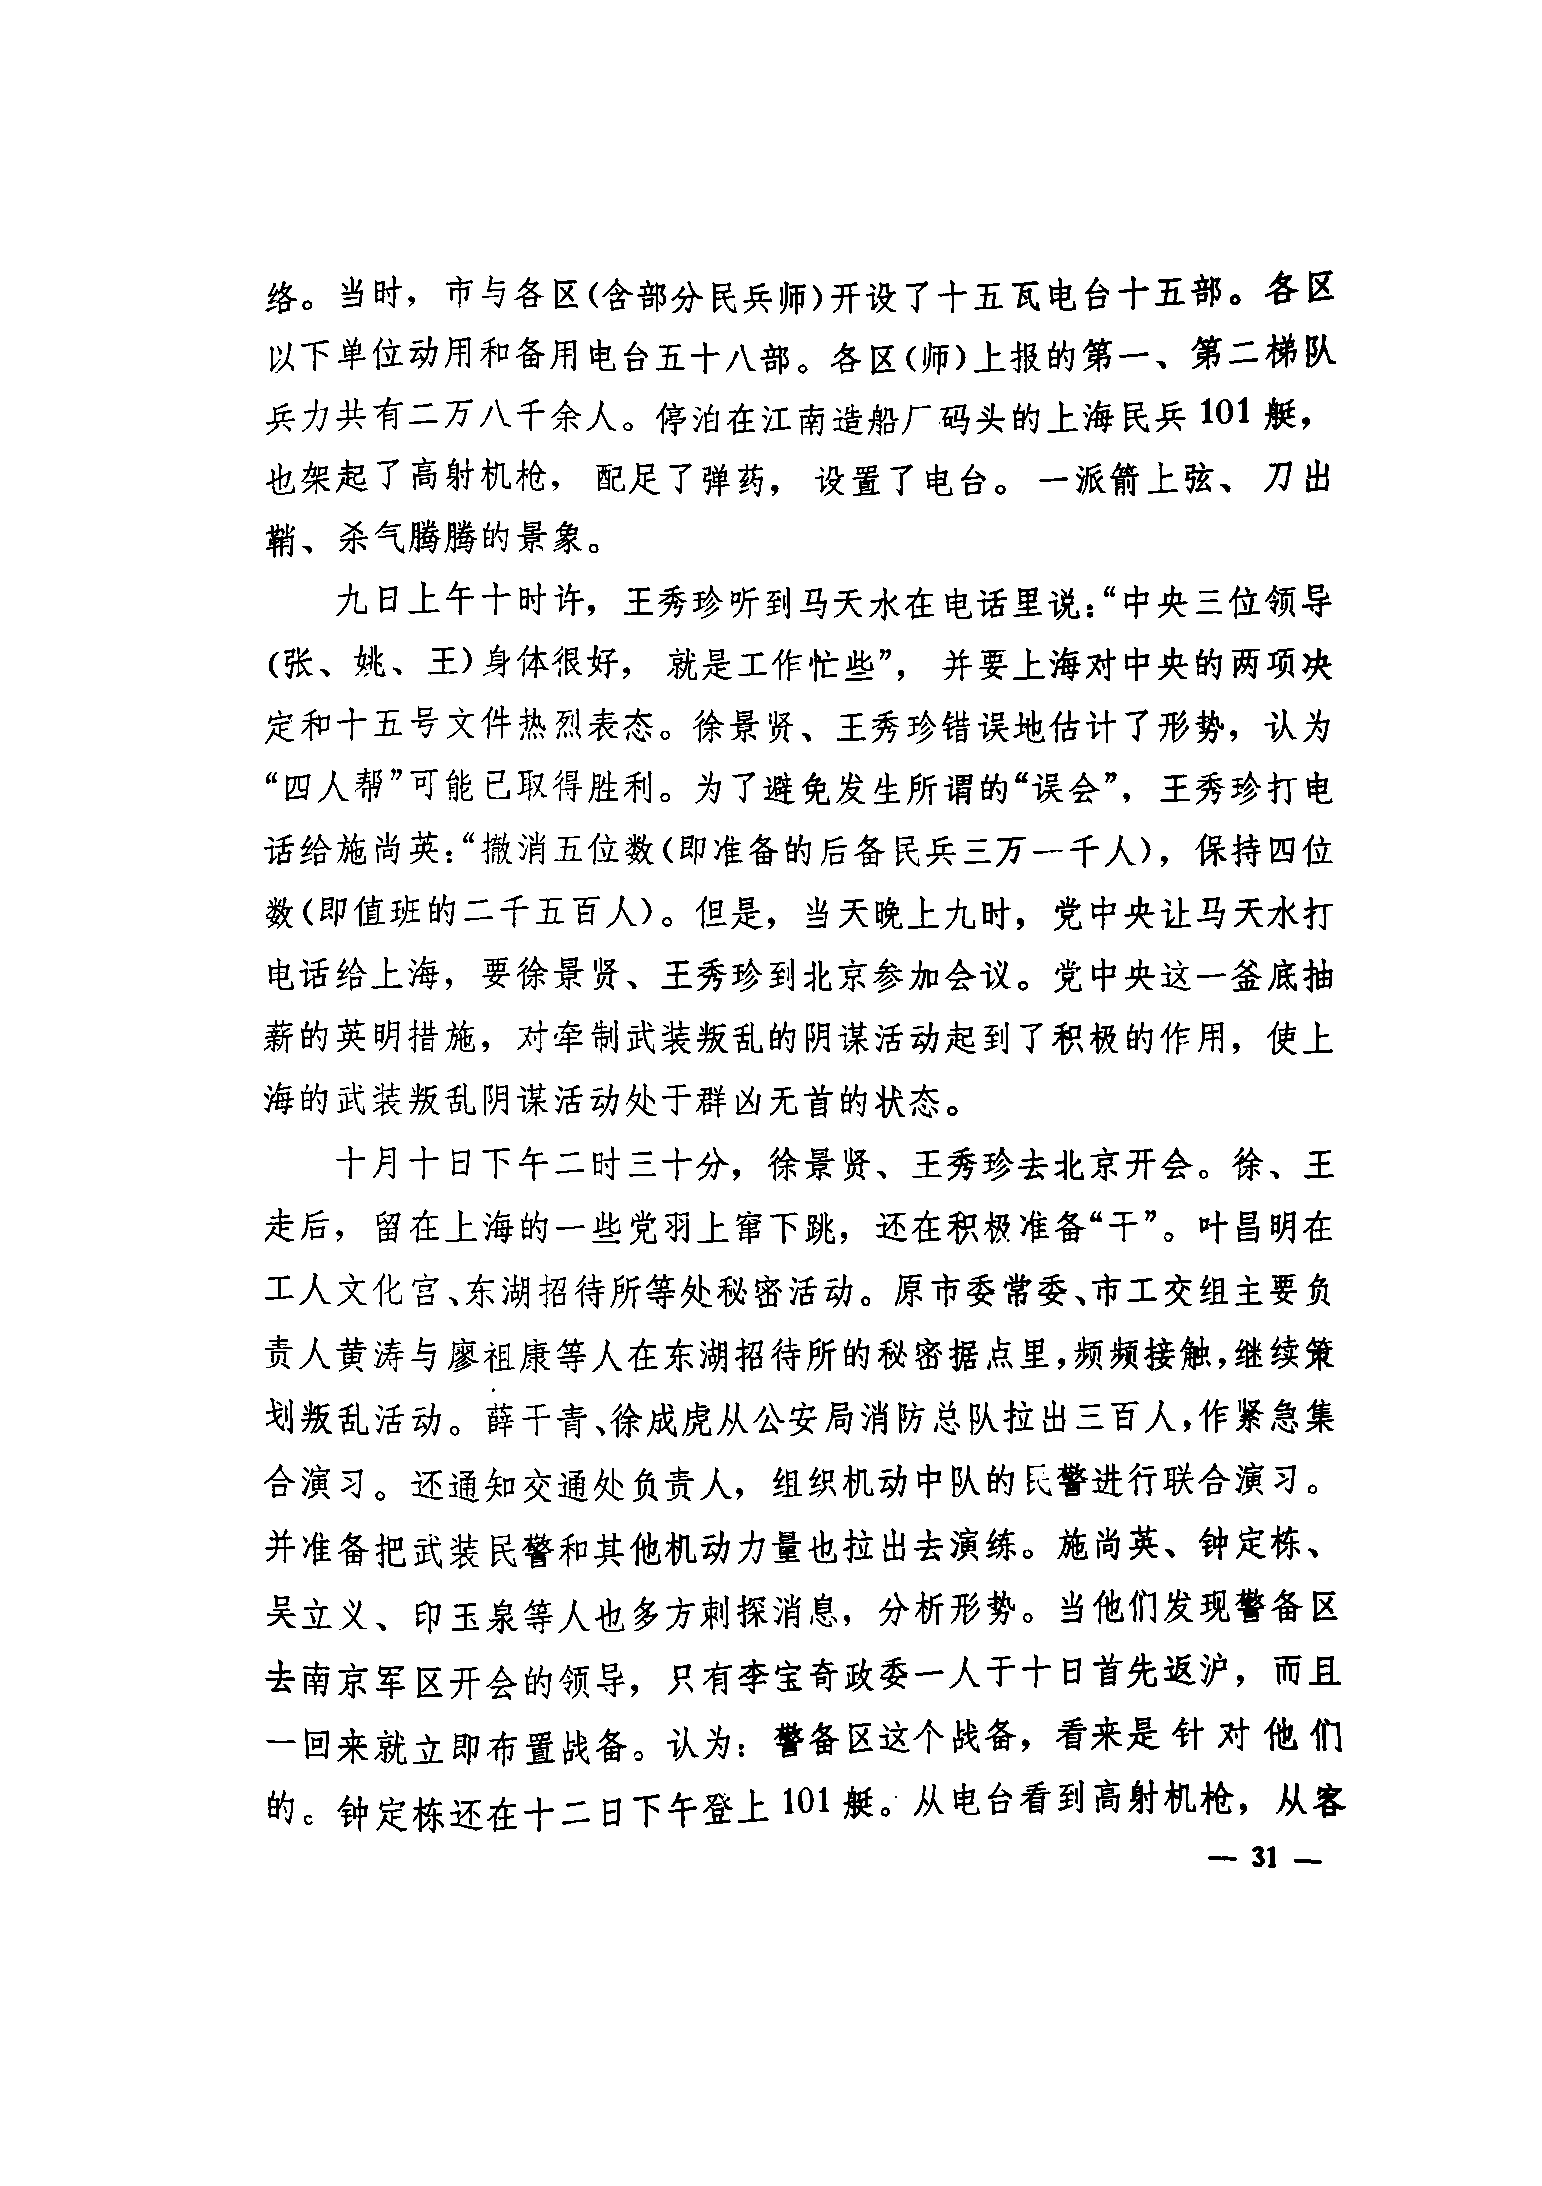 络。当时，市与各区(含部分民兵师)开设了十五瓦电台十五部。各区
以下单位动用和备用电台五十八部。各区(师)上报的第一、第二梯队
兵力共有二万八千余人。停泊在江南造船厂码头的上海民兵101艇，
也架起了高射机枪，配足了弹药，设置了电台。一派箭上弦、刀出
鞘、杀气腾腾的景象。
九日上午十时许，王秀珍听到马天水在电话里说：“中央三位领导
(张、姚、王)身体很好，就是工作忙些”，并要上海对中央的两项决
定和十五号文件热烈表态。徐景贤、王秀珍错误地估计了形势，认为
“四人帮”可能已取得胜利。为了避免发生所谓的“误会”，王秀珍打电
话给施尚英：“撤消五位数(即准备的后备民兵三万一千人)，保持四位
数(即值班的二千五百人)。但是，当天晚上九时，党中央让马天水打
电话给上海，要徐景贤、王秀珍到北京参加会议。党中央这一釜底抽
薪的英明措施，对牵制武装叛乱的阴谋活动起到了积极的作用，使上
海的武装叛乱阴谋活动处于群凶无首的状态。
十月十日下午二时三十分，徐景贤、王秀珍去北京开会。徐、王
走后，留在上海的一些党羽上窜下跳，还在积极准备“干”。叶昌明在
工人文化宫、东湖招待所等处秘密活动。原市委常委、市工交组主要负
责人黄涛与廖祖康等人在东湖招待所的秘密据点里，频频接触，继续策
划叛乱活动。薛干青、徐成虎从公安局消防总队拉出三百人，作紧急集
合演习。还通知交通处负责人，组织机动中队的民警进行联合演习。
并准备把武装民警和其他机动力量也拉出去演练。施尚英、钟定栋、
吴立义、印玉泉等人也多方刺探消息，分析形势。当他们发现警备区
去南京军区开会的领导，只有李宝奇政委一人于十日首先返沪，而且
一回来就立即布置战备。认为：警备区这个战备，看来是针对他们
的。钟定栋还在十二日下午登上101艇。从电台看到高射机枪，从客
— 31 —